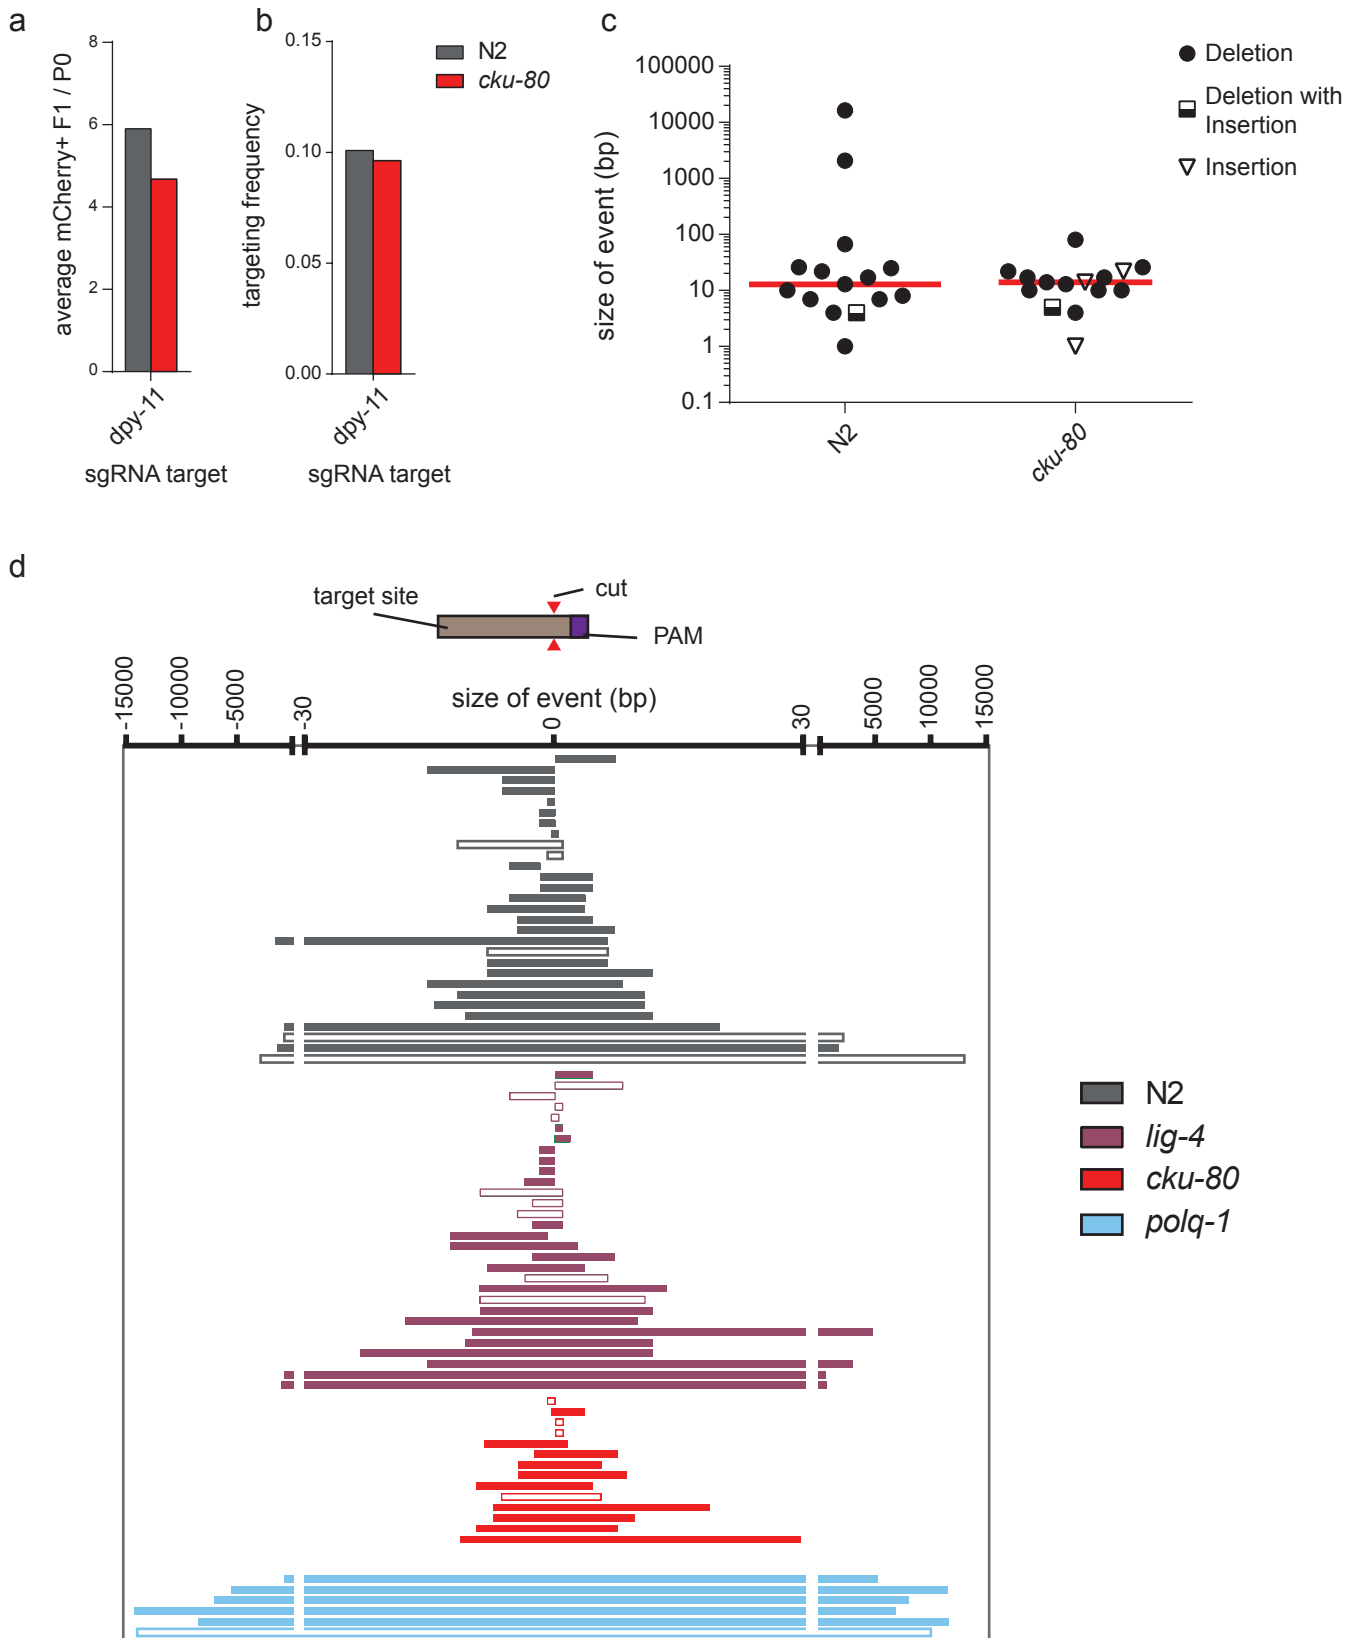 a
8
6
4
2
0
average mCherry+ F1 / P0
dpy-11
sgRNA target
b
0.15
0.10
0.05
0.00
targeting frequency
dpy-11
sgRNA target
N2
cku-80
c
100000
10000
1000
100
10
1
0.1
size of event (bp)
N2
cku-80
Deletion
Deletion with
Insertion
Insertion
d
target site
cut
PAM
size of event (bp)
-15000
-10000
-5000
-30
0
30
5000
10000
15000
N2
lig-4
cku-80
polq-1